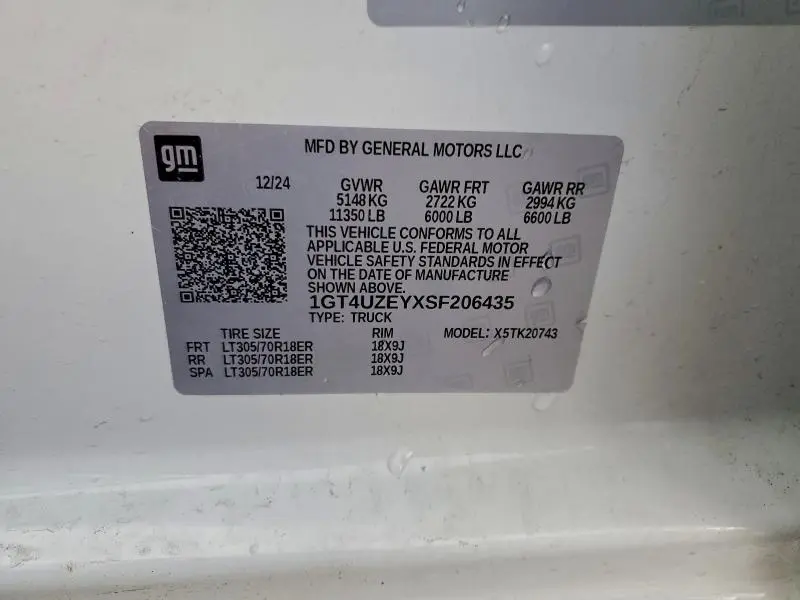 gm
MFD BY GENERAL MOTORS LLC
12/24 GVWR GAWR FRT GAWR RR
5148 KG 2722 KG 2994 KG
11350 LB 6000 LB 6600 LB
THIS VEHICLE CONFORMS TO ALL
APPLICABLE U.S. FEDERAL MOTOR
VEHICLE SAFETY STANDARDS IN EFFECT
ON THE DATE OF MANUFACTURE
SHOWN ABOVE.
1GT4UZEYXSF206435
TYPE: TRUCK
TIRE SIZE RIM MODEL: X5TK20743
FRT LT305/70R18ER 18X9J
RR LT305/70R18ER 18X9J
SPA LT305/70R18ER 18X9J